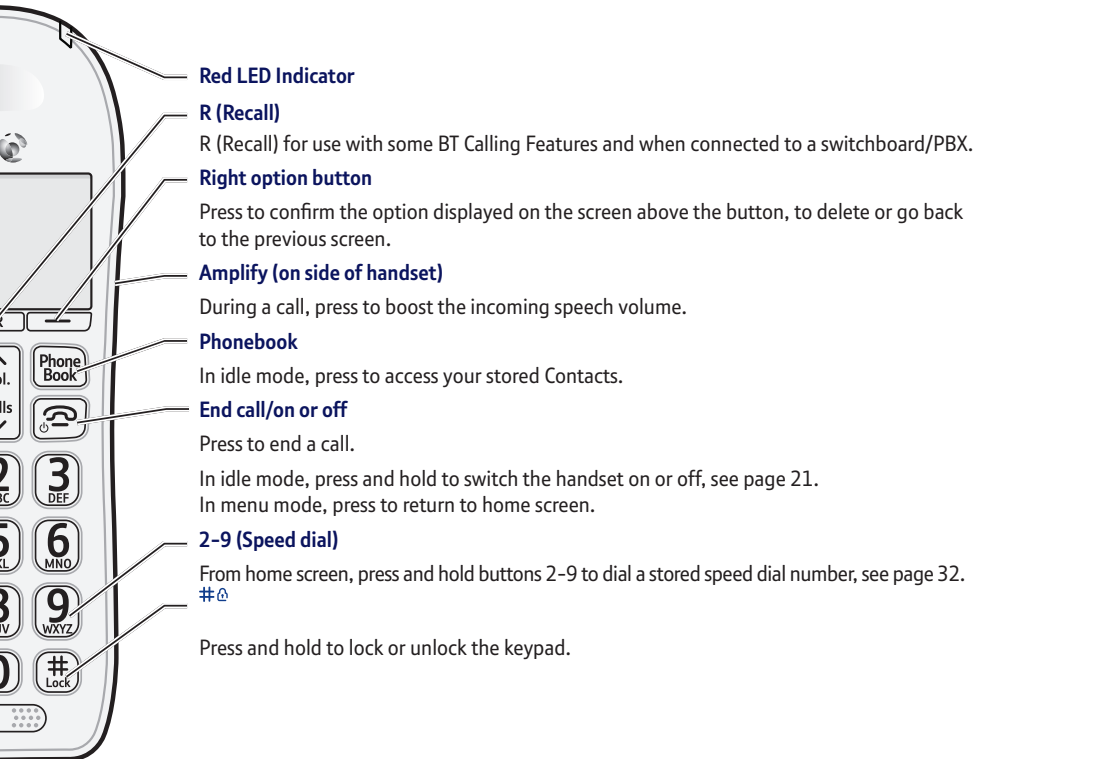 Red LED Indicator
R (Recall)
R (Recall) for use with some BT Calling Features and when connected to a switchboard/PBX.
Right option button
Press to confirm the option displayed on the screen above the button, to delete or go back
to the previous screen.
Amplify (on side of handset)
During a call, press to boost the incoming speech volume.
Phonebook
In idle mode, press to access your stored Contacts.
End call/on or off
Press to end a call.
In idle mode, press and hold to switch the handset on or off, see page 21.
In menu mode, press to return to home screen.
2-9 (Speed dial)
From home screen, press and hold buttons 2-9 to dial a stored speed dial number, see page 32.
#
Press and hold to lock or unlock the keypad.
Phone
Book
3
DEF
6
MNO
9
WXYZ
#
Lock